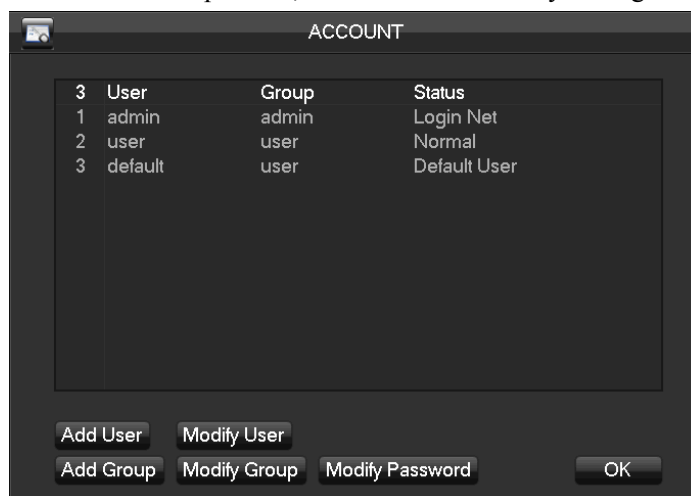 ACCOUNT
3 User Group Status
1 admin admin Login Net
2 user user Normal
3 default user Default User
Add User Modify User
Add Group Modify Group Modify Password OK